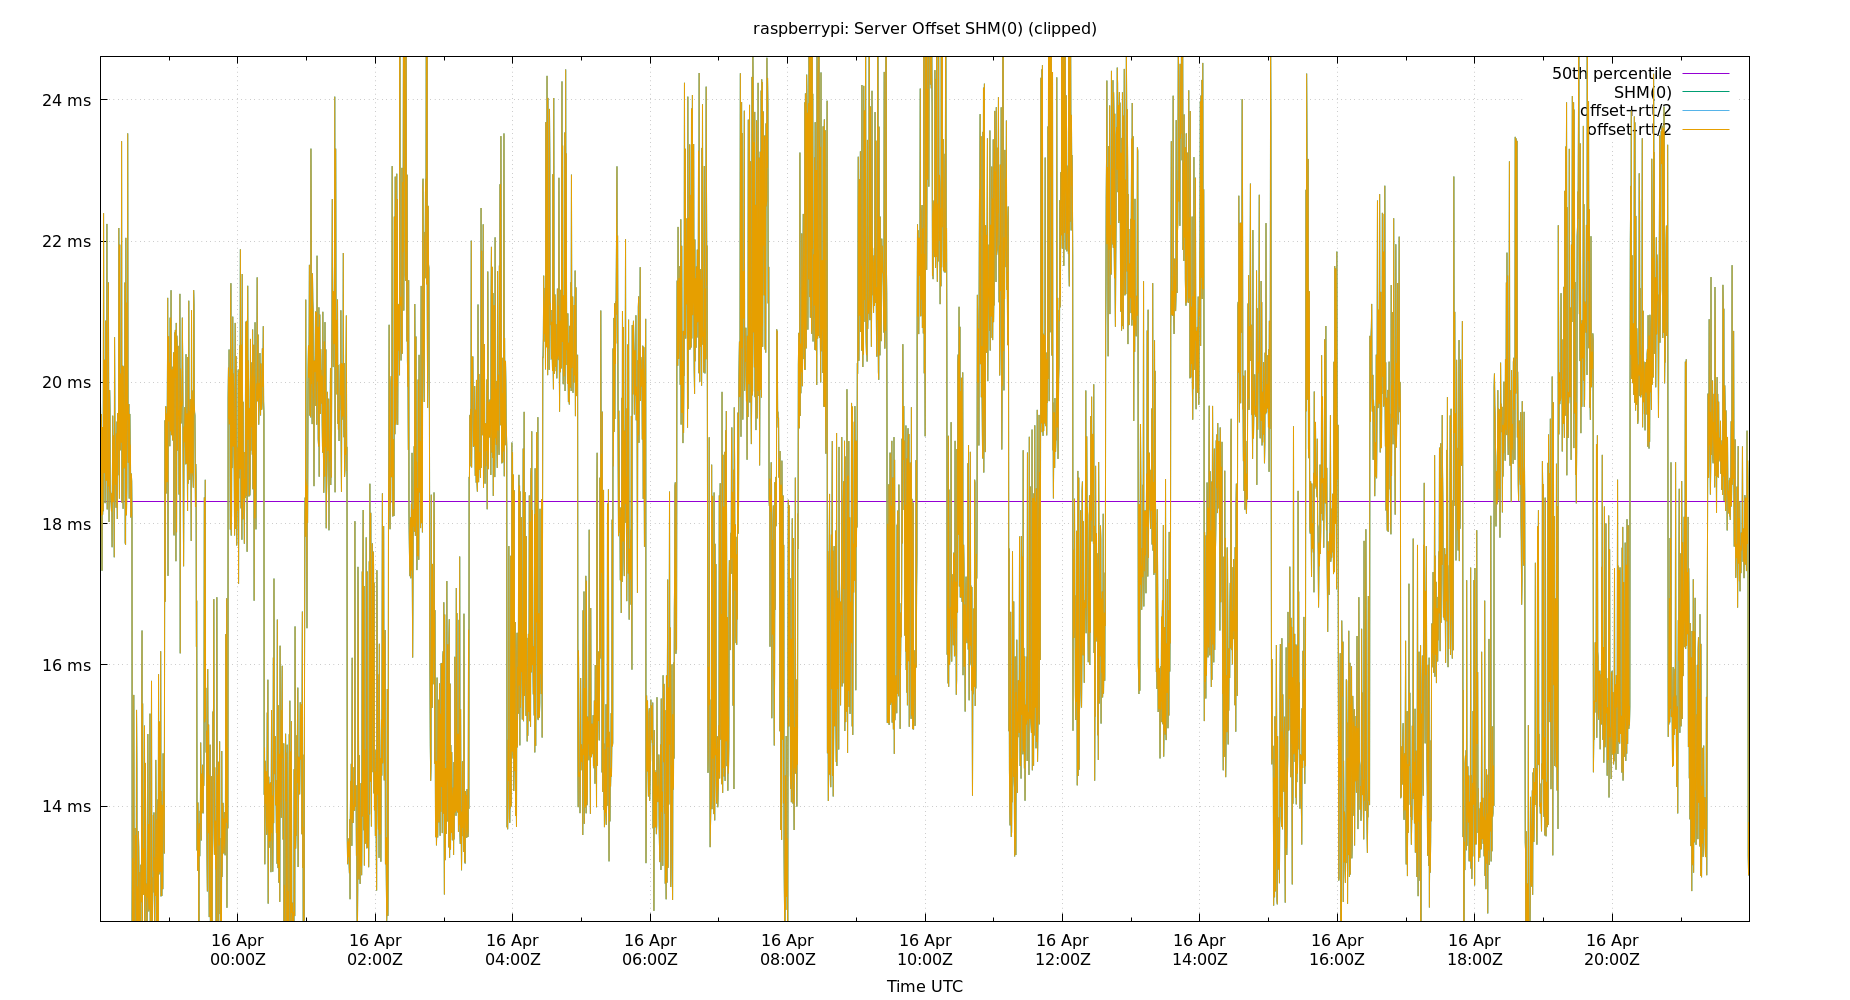 raspberrypi: Server Offset SHM(0) (clipped)
50th percentile
SHM(0)
offset+rtt/2
offset-rtt/2
24 ms
22 ms
20 ms
18 ms
16 ms
14 ms
16 Apr 16 Apr 16 Apr 16 Apr 16 Apr 16 Apr 16 Apr 16 Apr 16 Apr 16 Apr 16 Apr
00:00Z 02:00Z 04:00Z 06:00Z 08:00Z 10:00Z 12:00Z 14:00Z 16:00Z 18:00Z 20:00Z
Time UTC